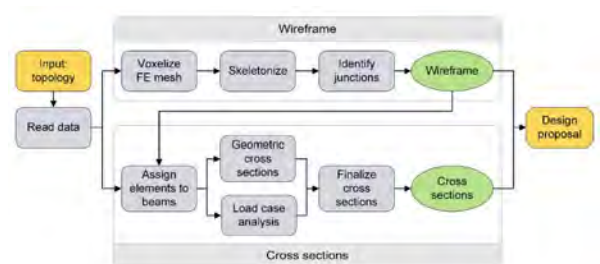 Wireframe
Input:
topology
Read data
Voxelize
FE mesh
Skeletonize
Identify
junctions
Wireframe
Design
proposal
Assign
elements to
beams
Geometric
cross
sections
Load case
analysis
Finalize
cross
sections
Cross
sections
Cross sections